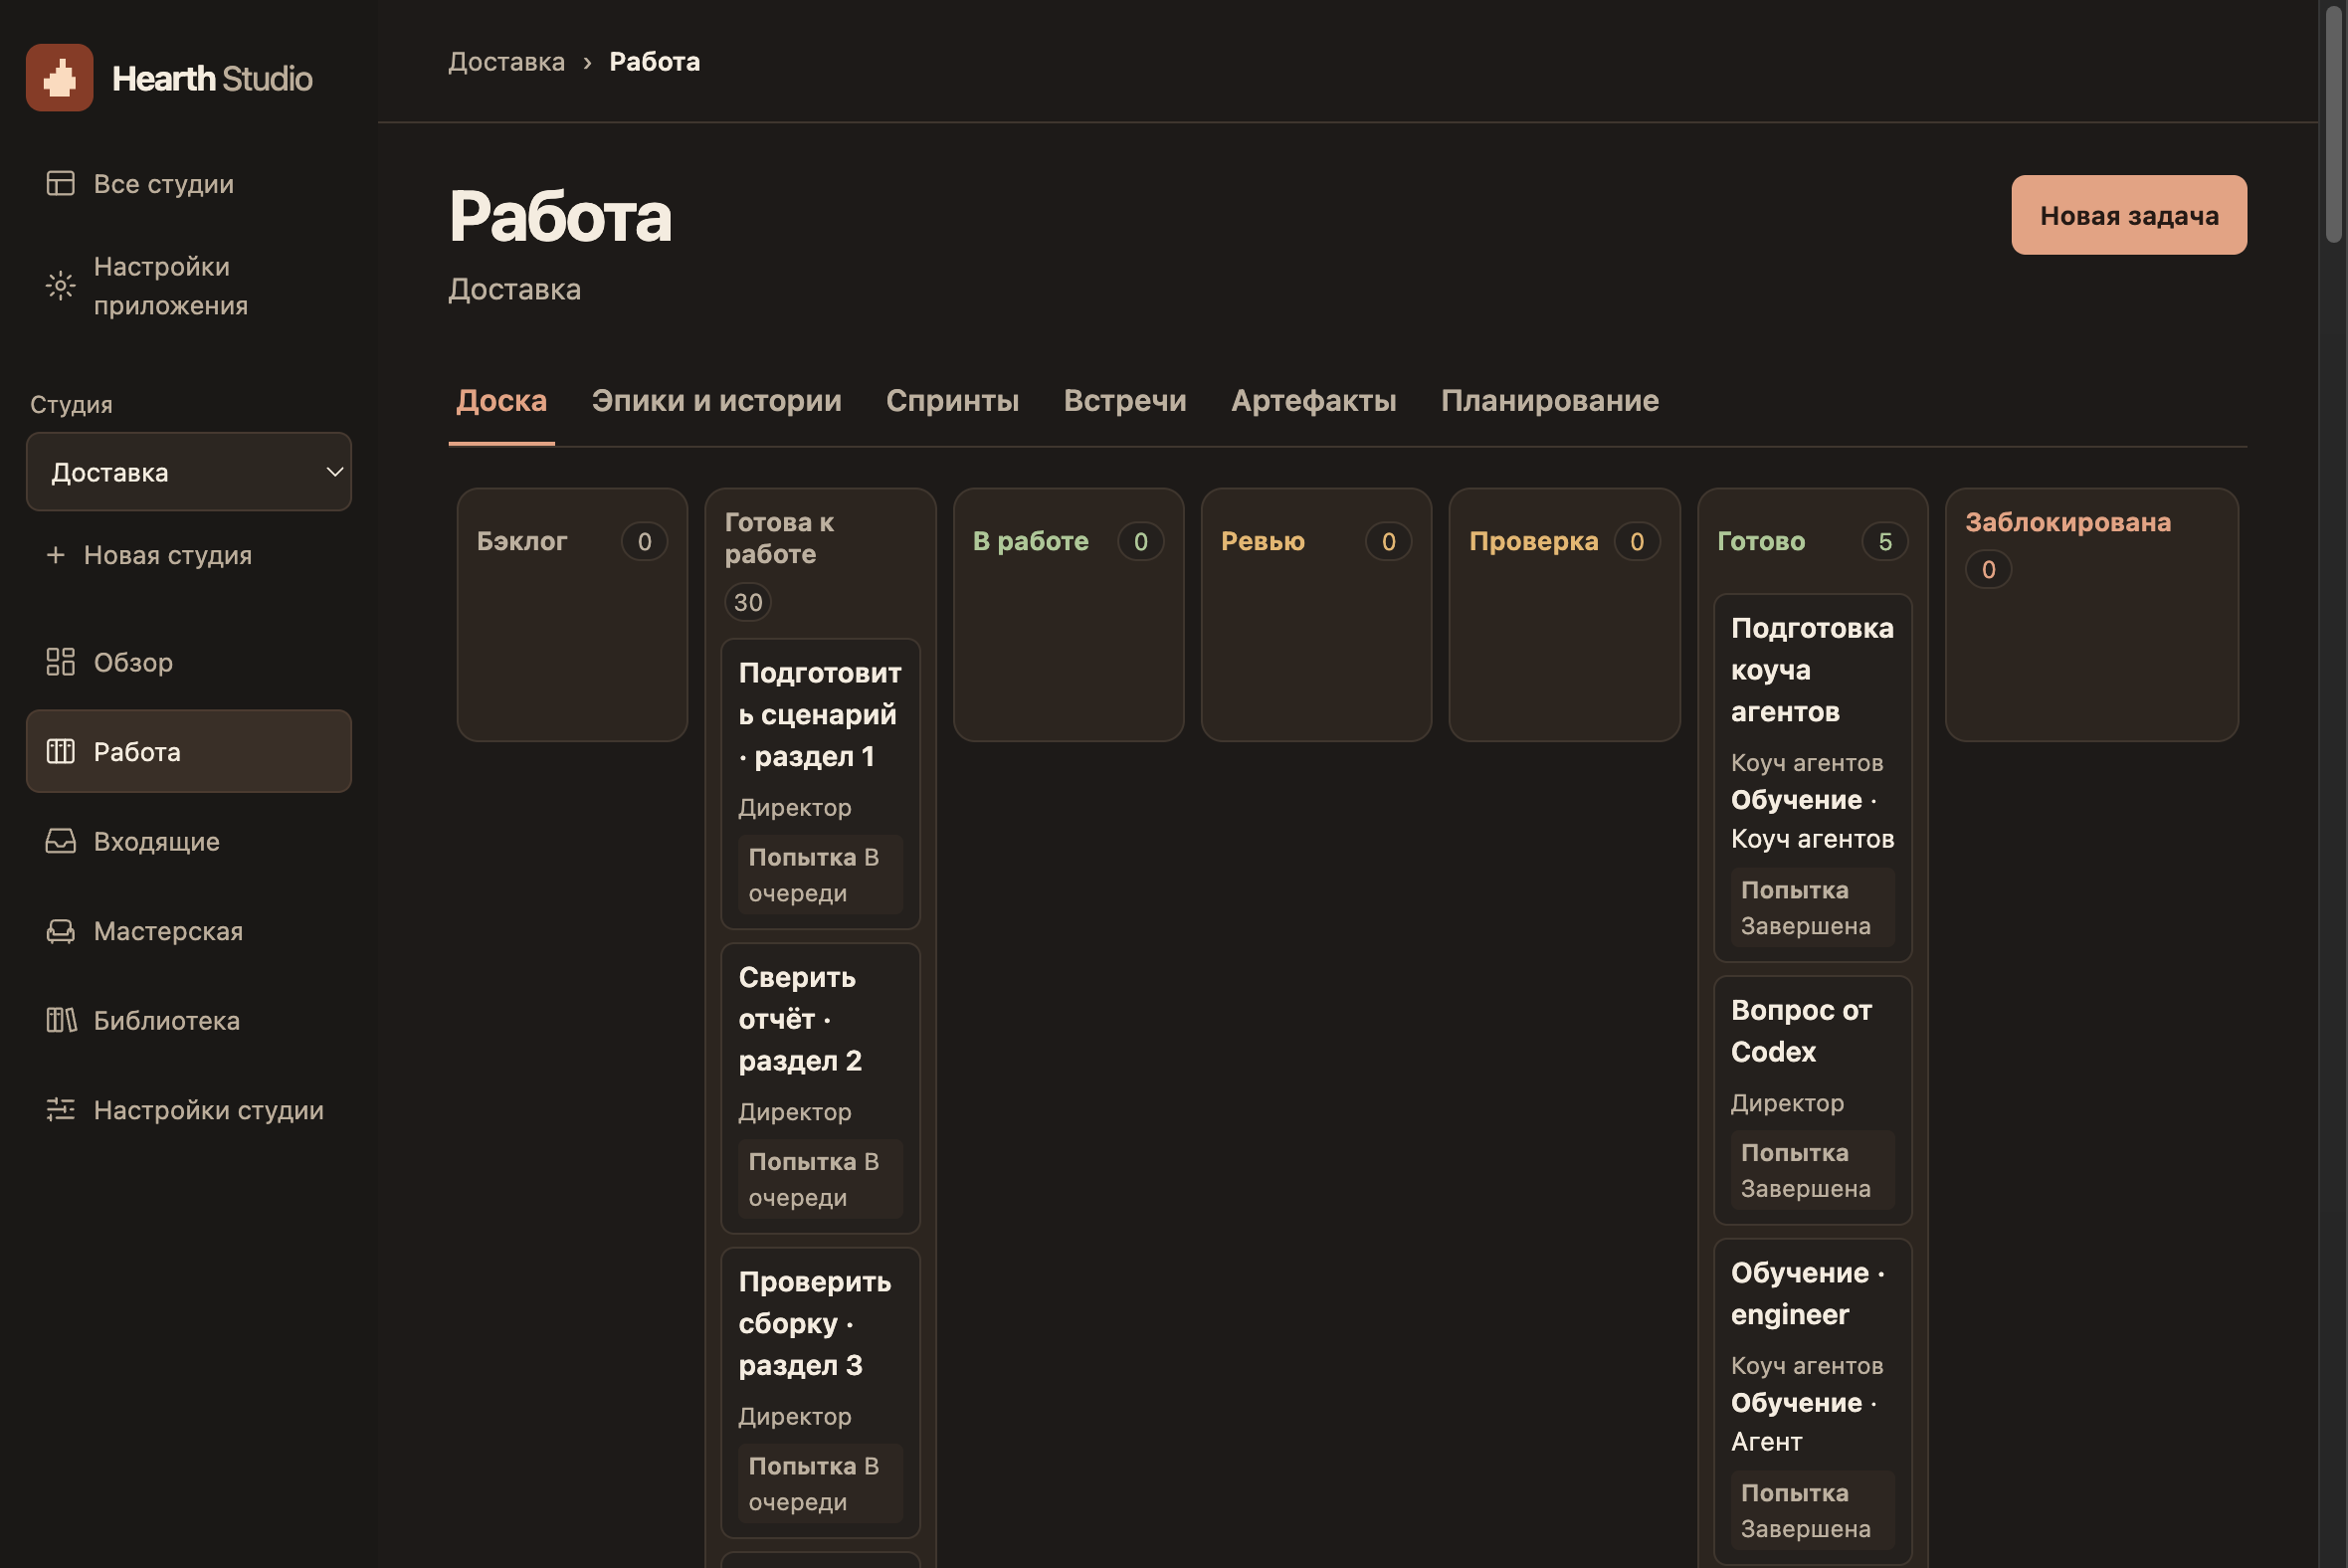 Hearth Studio
Все студии
Настройки
приложения
Студия
Доставка
+ Новая студия
Обзор
Работа
Входящие
Мастерская
Библиотека
Настройки студии
Доставка › Работа
Работа
Доставка
Новая задача
Доска
Эпики и истории
Спринты
Встречи
Артефакты
Планирование
Бэклог 0
Готова к
работе
30
Подготовит
ь сценарий
· раздел 1
Директор
Попытка В
очереди
Сверить
отчёт ·
раздел 2
Директор
Попытка В
очереди
Проверить
сборку ·
раздел 3
Директор
Попытка В
очереди
В работе 0
Ревью 0
Проверка 0
Готово 5
Подготовка
коуча
агентов
Коуч агентов
Обучение ·
Коуч агентов
Попытка
Завершена
Вопрос от
Codex
Директор
Попытка
Завершена
Обучение ·
engineer
Коуч агентов
Обучение ·
Агент
Попытка
Завершена
Заблокирована
0